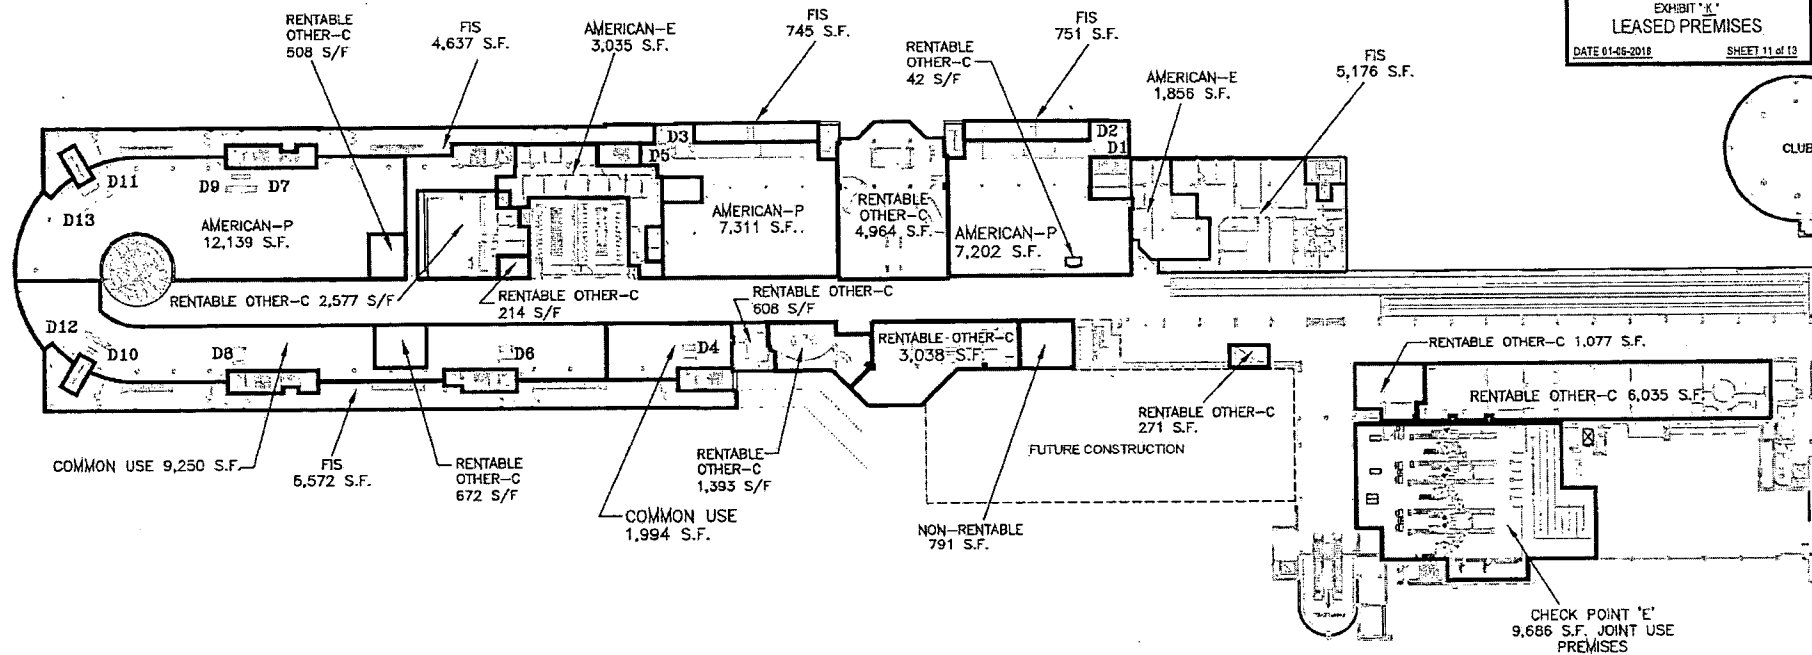 EXHIBIT "K"
LEASED PREMISES
DATE 01-06-2018 SHEET 11 of 13
RENTABLE
OTHER-C
508 S/F
FIS
4,637 S.F.
AMERICAN-E
3,035 S.F.
FIS
745 S.F.
RENTABLE
OTHER-C
42 S/F
FIS
751 S.F.
AMERICAN-E
1,856 S.F.
FIS
5,176 S.F.
CLUB
D11
D9
D7
D13
D3
D5
D2
D1
AMERICAN-P
12,139 S.F.
AMERICAN-P
7,311 S.F.
RENTABLE
OTHER-C
4,964 S.F.
AMERICAN-P
7,202 S.F.
RENTABLE OTHER-C 2,577 S/F
RENTABLE OTHER-C
214 S/F
RENTABLE OTHER-C
608 S/F
D12
D10
D8
D6
D4
RENTABLE-OTHER-C
3,038 S.F.
RENTABLE OTHER-C 1,077 S.F.
RENTABLE OTHER-C 6,035 S.F.
RENTABLE OTHER-C
271 S.F.
FUTURE CONSTRUCTION
COMMON USE 9,250 S.F.
FIS
6,572 S.F.
RENTABLE
OTHER-C
672 S/F
COMMON USE
1,994 S.F.
RENTABLE
OTHER-C
1,393 S/F
NON-RENTABLE
791 S.F.
CHECK POINT "E"
9,686 S.F. JOINT USE
PREMISES